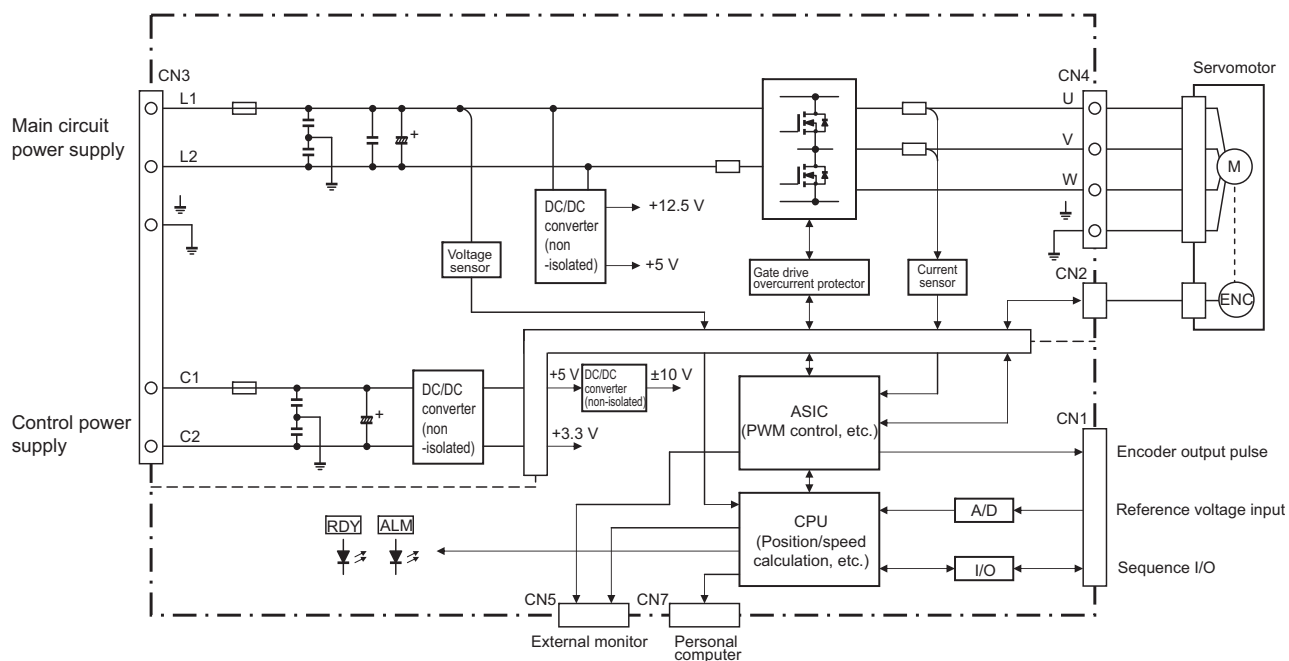 CN3
L1
Main circuit
power supply
L2
+
DC/DC
converter
(non
-isolated)
+12.5 V
+5 V
Voltage
sensor
Gate drive
overcurrent protector
Current
sensor
CN4
U
V
W
CN2
Servomotor
M
ENC
C1
Control power
supply
C2
+
DC/DC
converter
(non
-isolated)
+5 V
DC/DC
converter
(non-isolated)
±10 V
+3.3 V
ASIC
(PWM control, etc.)
CN1
Encoder output pulse
CPU
(Position/speed
calculation, etc.)
A/D
Reference voltage input
I/O
Sequence I/O
RDY
ALM
CN5
External monitor
CN7
Personal
computer